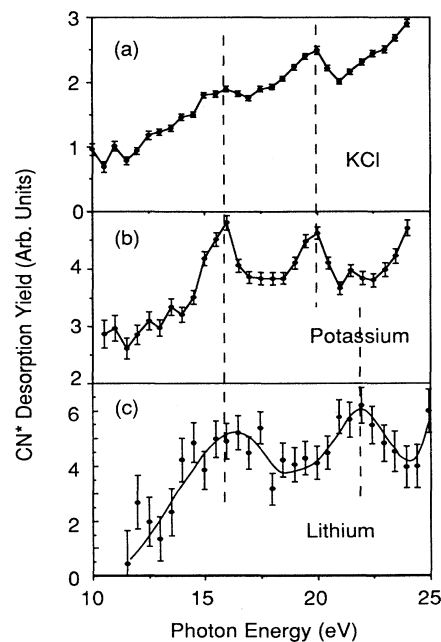 CN* Desorption Yield (Arb. Units)
3
(a)
2
1
KCl
0
(b)
4
3
Potassium
2
(c)
6
4
2
Lithium
0
10 15 20 25
Photon Energy (eV)